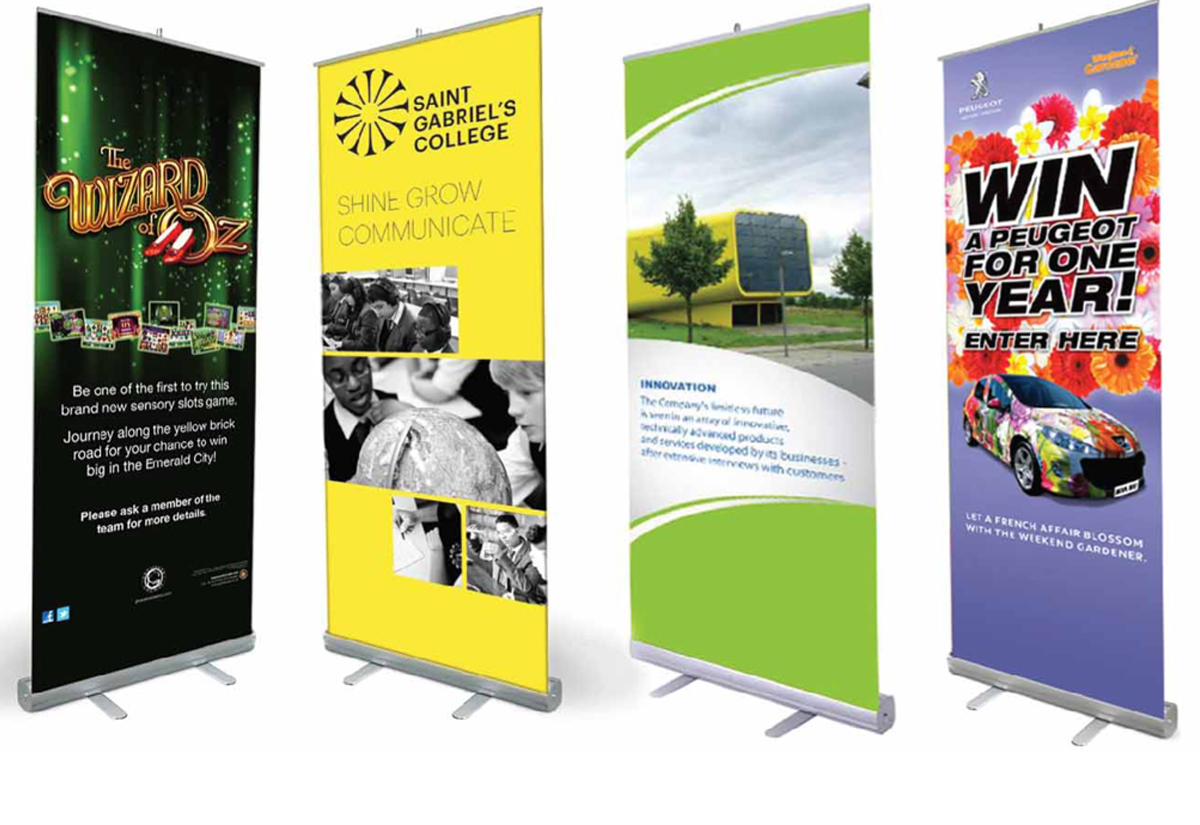 The
WIZARD
of OZ
Be one of the first to try this
brand new sensory slots game.
Journey along the yellow brick
road for your chance to win
big in the Emerald City!
Please ask a member of the
team for more details.
SAINT
GABRIEL'S
COLLEGE
SHINE GROW
COMMUNICATE
INNOVATION
The Company's limitless future
is seen in an array of innovative,
technically advanced products
and services developed by its businesses -
after extensive interviews with customers
PEUGEOT
Weekend
Gardener
WIN
A PEUGEOT
FOR ONE
YEAR!
ENTER HERE
LET A FRENCH AFFAIR BLOSSOM
WITH THE WEEKEND GARDENER.